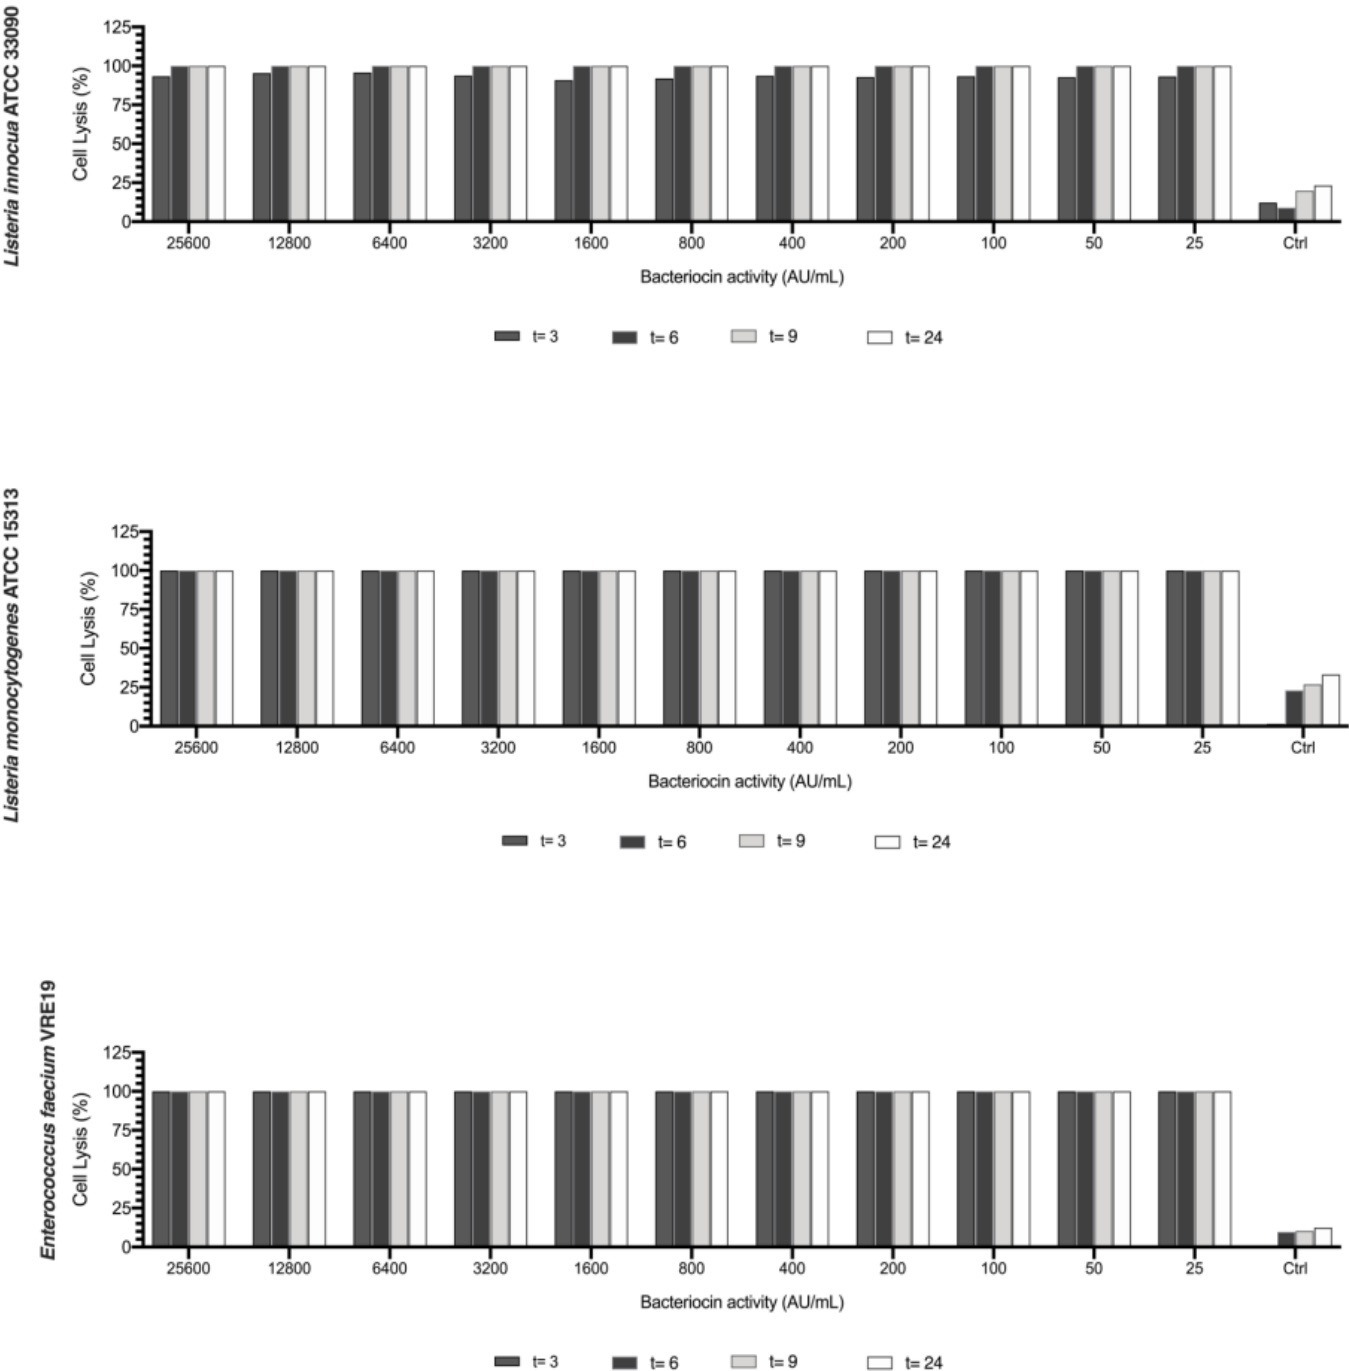 Listeria innocua ATCC 33090
Cell Lysis (%)
125
100
75
50
25
0
25600 12800 6400 3200 1600 800 400 200 100 50 25 Ctrl
Bacteriocin activity (AU/mL)
t= 3 t= 6 t= 9 t= 24
Listeria monocytogenes ATCC 15313
Cell Lysis (%)
125
100
75
50
25
0
25600 12800 6400 3200 1600 800 400 200 100 50 25 Ctrl
Bacteriocin activity (AU/mL)
t= 3 t= 6 t= 9 t= 24
Enterococccus faecium VRE19
Cell Lysis (%)
125
100
75
50
25
0
25600 12800 6400 3200 1600 800 400 200 100 50 25 Ctrl
Bacteriocin activity (AU/mL)
t= 3 t= 6 t= 9 t= 24